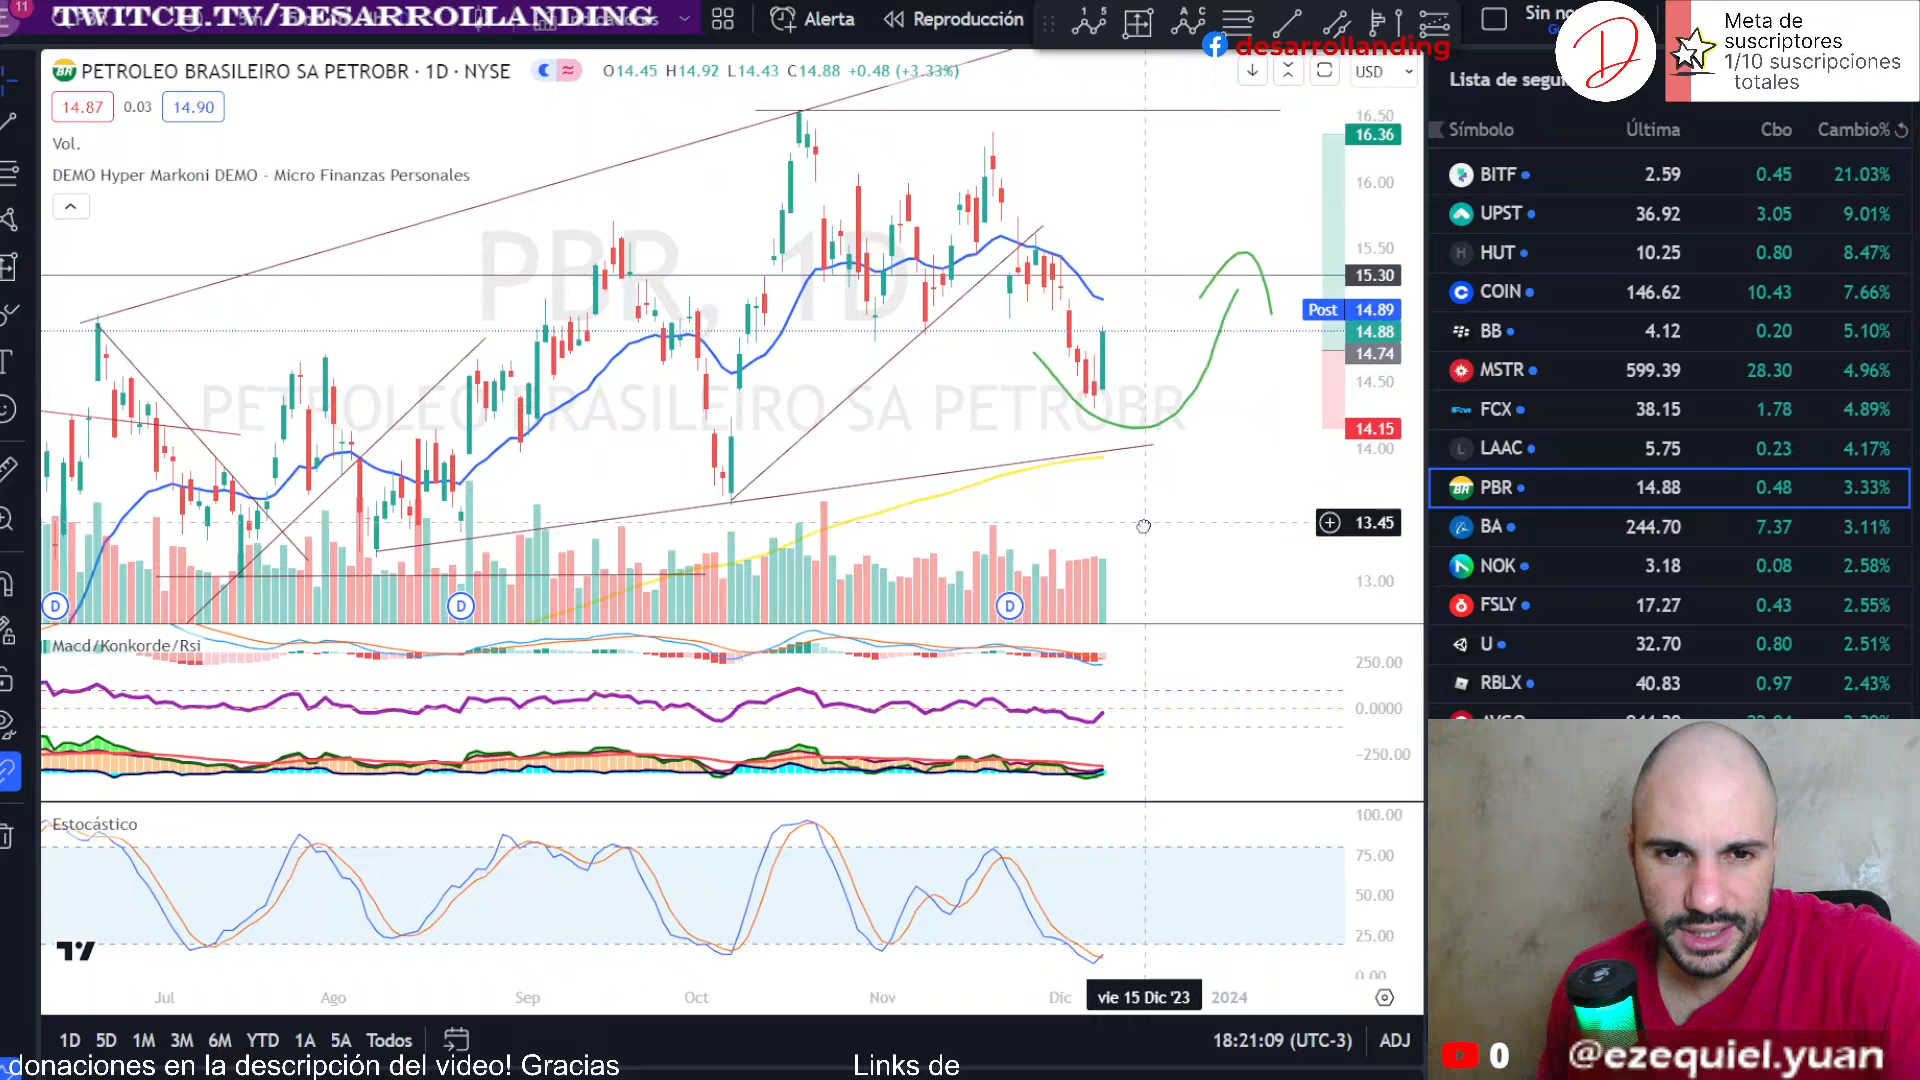 11
TWITCH.TV/DESARROLLANDING
Alerta
Reproducción
Sin no
desarrollanding
Meta de
suscriptores
1/10 suscripciones
totales
PETROLEO BRASILEIRO SA PETROBR · 1D · NYSE
O14.45 H14.92 L14.43 C14.88 +0.48 (+3.33%)
USD
Lista de segui
14.87 0.03 14.90
Vol.
DEMO Hyper Markoni DEMO - Micro Finanzas Personales
PBR, 1D
PETROLEO BRASILEIRO SA PETROBR
16.50
16.36
16.00
15.50
15.30
Post 14.89
14.88
14.74
14.50
14.15
14.00
13.45
13.00
D D D
Símbolo Última Cbo Cambio%
BITF 2.59 0.45 21.03%
UPST 36.92 3.05 9.01%
H HUT 10.25 0.80 8.47%
COIN 146.62 10.43 7.66%
BB 4.12 0.20 5.10%
MSTR 599.39 28.30 4.96%
FCX 38.15 1.78 4.89%
L LAAC 5.75 0.23 4.17%
BR PBR 14.88 0.48 3.33%
BA 244.70 7.37 3.11%
NOK 3.18 0.08 2.58%
FSLY 17.27 0.43 2.55%
U 32.70 0.80 2.51%
RBLX 40.83 0.97 2.43%
Macd/Konkorde/Rsi
250.00
0.0000
−250.00
Estocástico
100.00
75.00
50.00
25.00
0.00
Jul Ago Sep Oct Nov Dic vie 15 Dic '23 2024
1D 5D 1M 3M 6M YTD 1A 5A Todos
18:21:09 (UTC-3) ADJ
donaciones en la descripción del video! Gracias Links de
0
@ezequiel.yuan